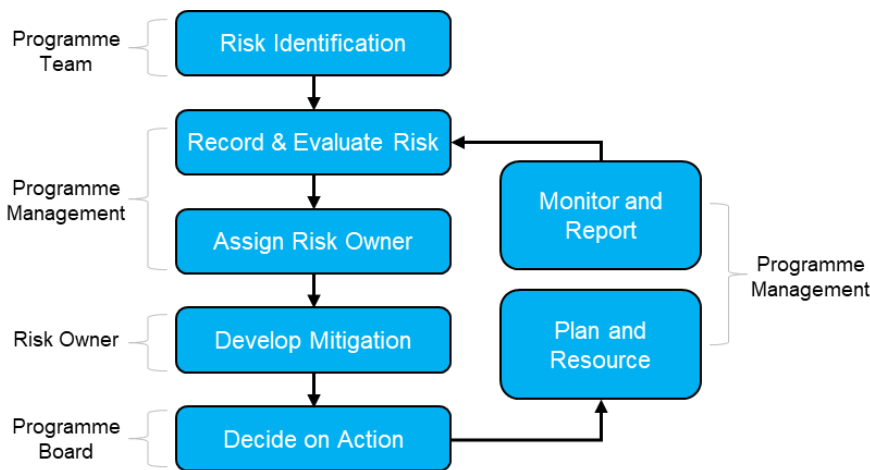 Programme
Team
Risk Identification
Programme
Management
Record & Evaluate Risk
Assign Risk Owner
Risk Owner
Develop Mitigation
Programme
Board
Decide on Action
Monitor and
Report
Plan and
Resource
Programme
Management